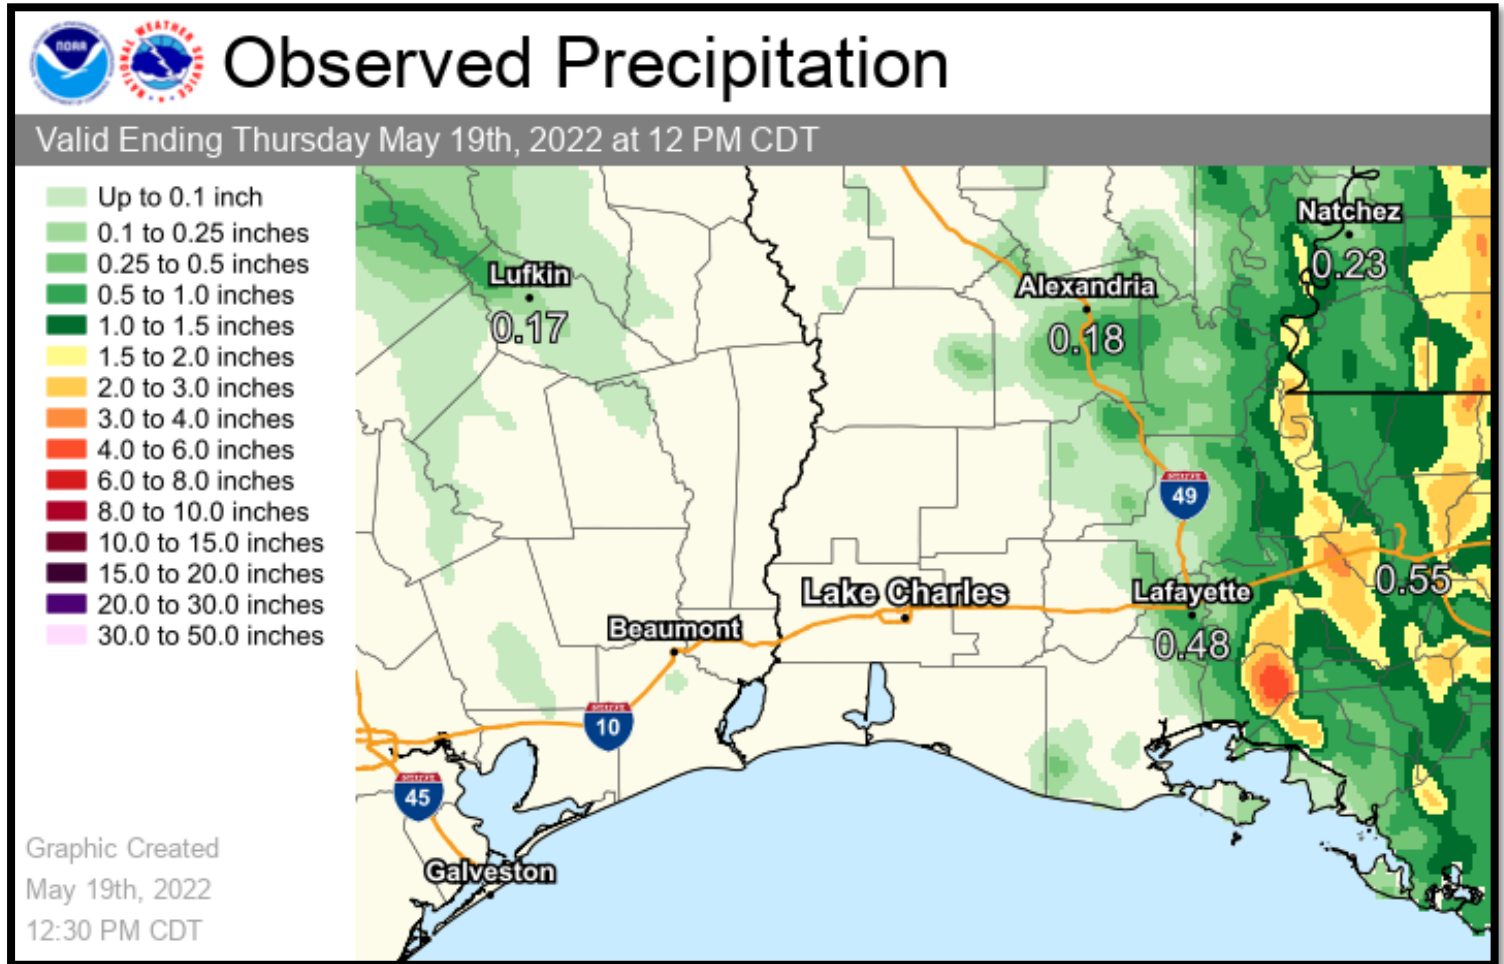 NOAA
NATIONAL WEATHER SERVICE
Observed Precipitation
Valid Ending Thursday May 19th, 2022 at 12 PM CDT
Up to 0.1 inch
0.1 to 0.25 inches
0.25 to 0.5 inches
0.5 to 1.0 inches
1.0 to 1.5 inches
1.5 to 2.0 inches
2.0 to 3.0 inches
3.0 to 4.0 inches
4.0 to 6.0 inches
6.0 to 8.0 inches
8.0 to 10.0 inches
10.0 to 15.0 inches
15.0 to 20.0 inches
20.0 to 30.0 inches
30.0 to 50.0 inches
Natchez
0.23
Lufkin
0.17
Alexandria
0.18
49
Lake Charles
Lafayette
0.55
0.48
Beaumont
10
45
Galveston
Graphic Created
May 19th, 2022
12:30 PM CDT